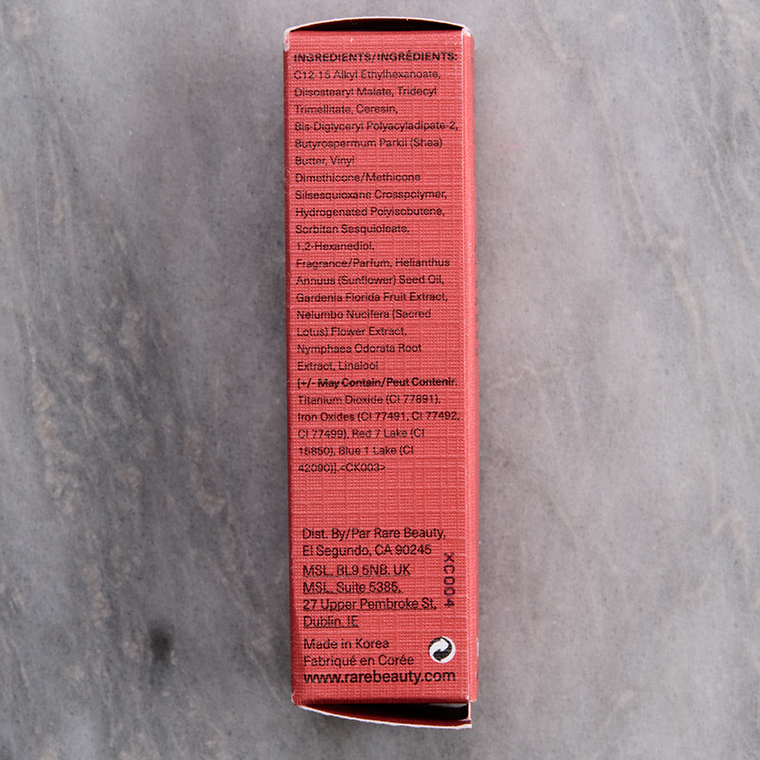 INGREDIENTS/INGRÉDIENTS:
C12-15 Alkyl Ethylhexanoate,
Diisostearyl Malate, Tridecyl
Trimellitate, Ceresin,
Bis-Diglyceryl Polyacyladipate-2,
Butyrospermum Parkii (Shea)
Butter, Vinyl
Dimethicone/Methicone
Silsesquioxane Crosspolymer,
Hydrogenated Polyisobutene,
Sorbitan Sesquioleate,
1,2-Hexanediol,
Fragrance/Parfum, Helianthus
Annuus (Sunflower) Seed Oil,
Gardenia Florida Fruit Extract,
Nelumbo Nucifera (Sacred
Lotus) Flower Extract,
Nymphaea Odorata Root
Extract, Linalool
[+/- May Contain/Peut Contenir:
Titanium Dioxide (CI 77891),
Iron Oxides (CI 77491, CI 77492,
CI 77499), Red 7 Lake (CI
15850), Blue 1 Lake (CI
42090)].<CK003>
Dist. By/Par Rare Beauty,
El Segundo, CA 90245
MSL, BL9 5NB, UK
MSL, Suite 5385,
27 Upper Pembroke St,
Dublin, IE
XC004
Made in Korea
Fabriqué en Corée
www.rarebeauty.com